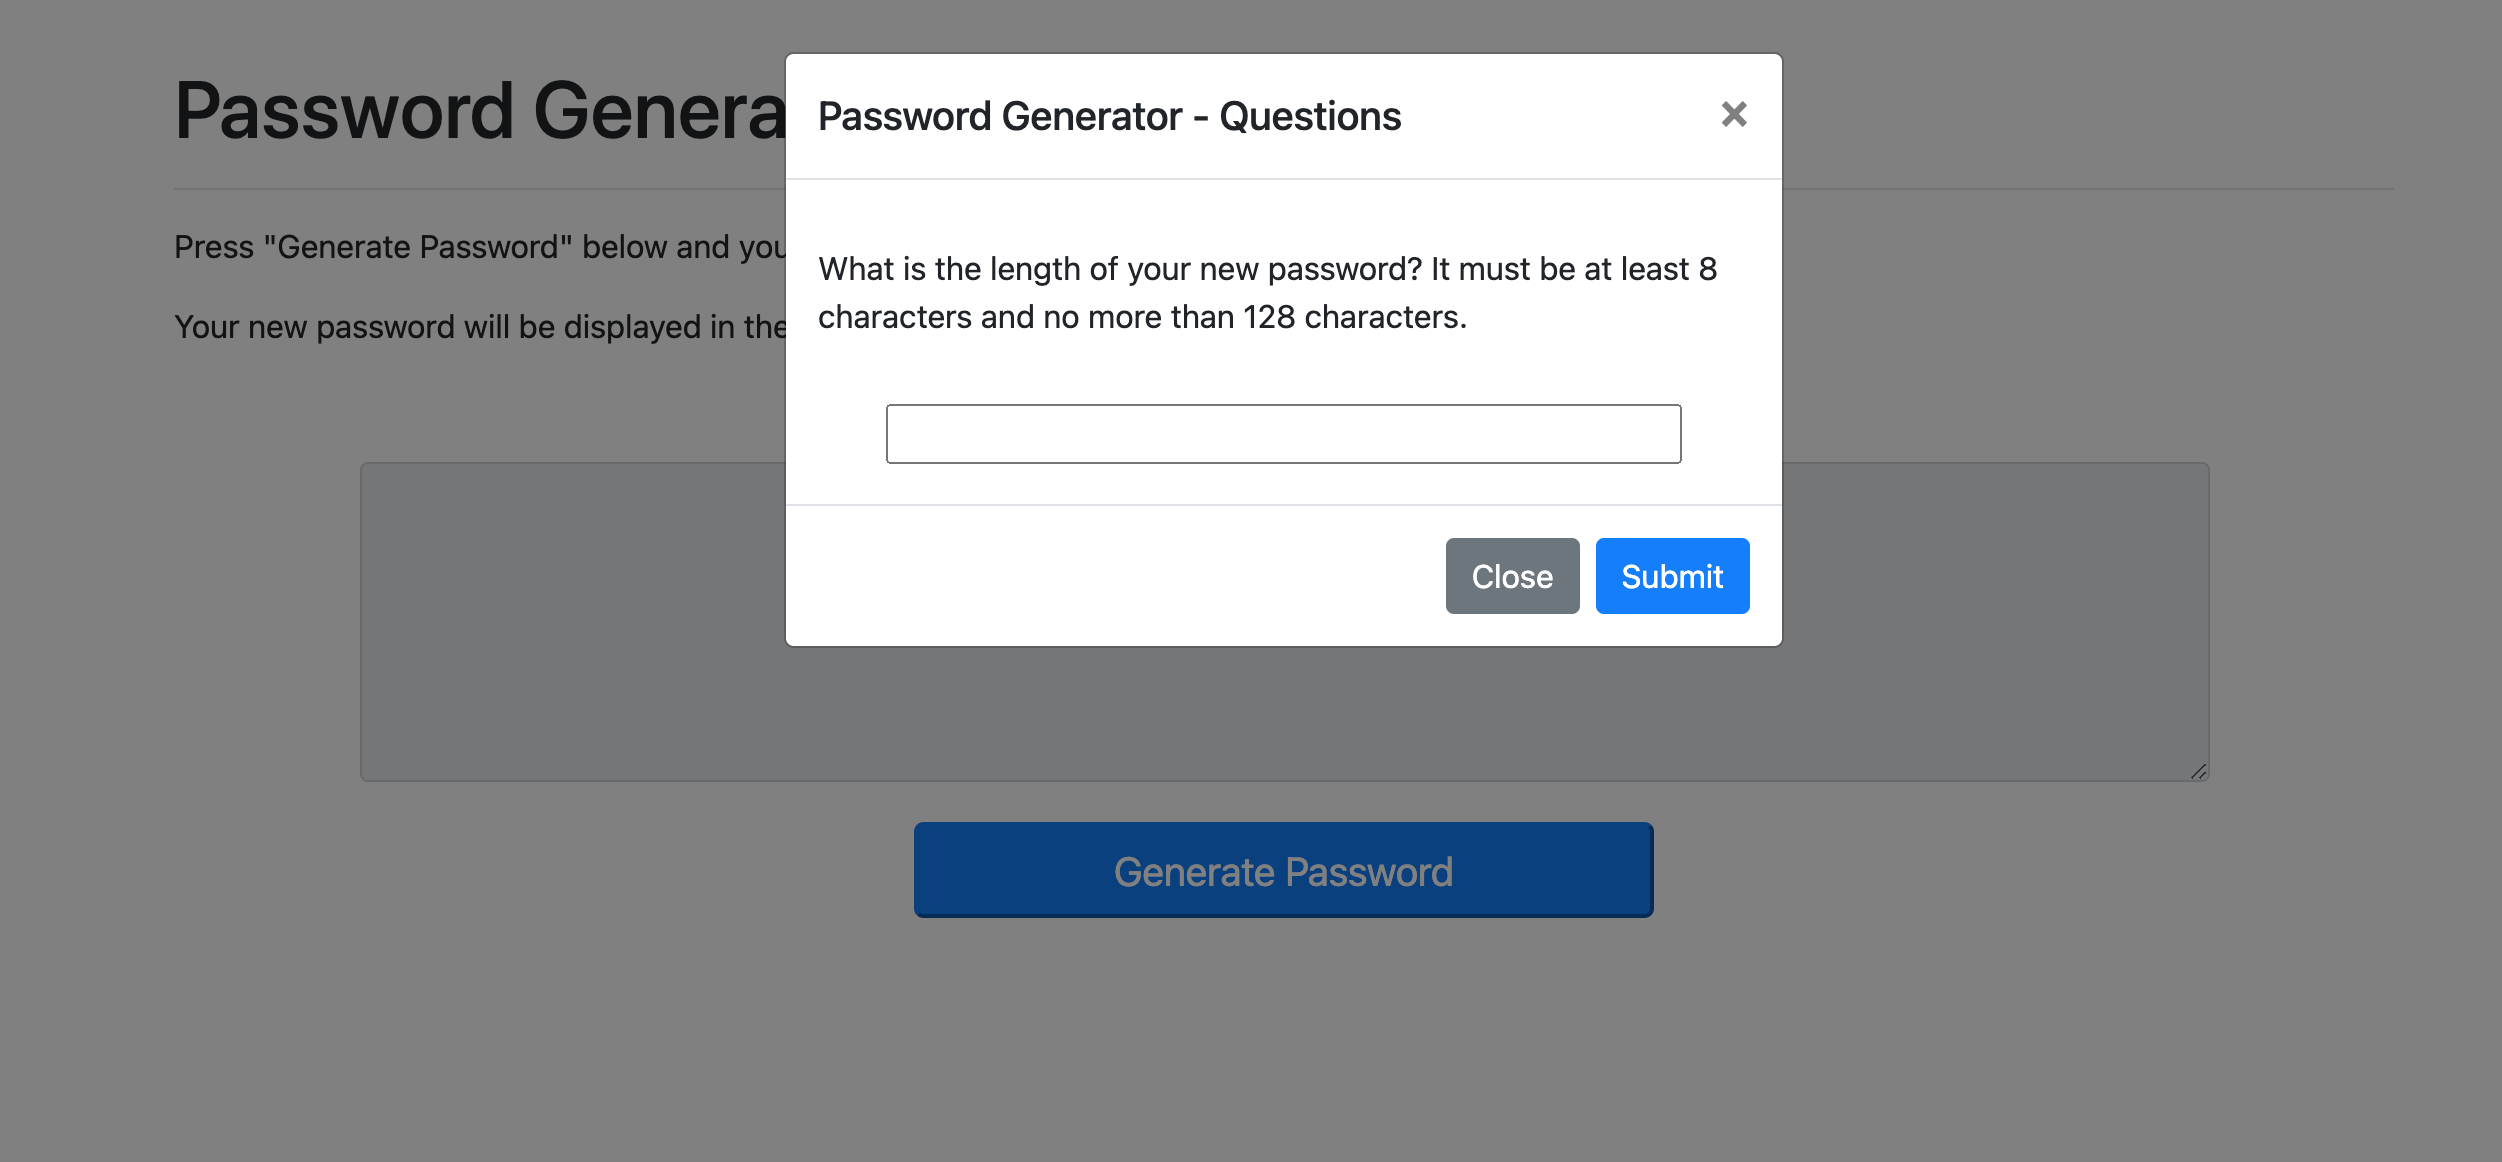 Password Genera
Press "Generate Password" below and you
Your new password will be displayed in the
Password Generator - Questions
What is the length of your new password? It must be at least 8
characters and no more than 128 characters.
Close
Submit
Generate Password